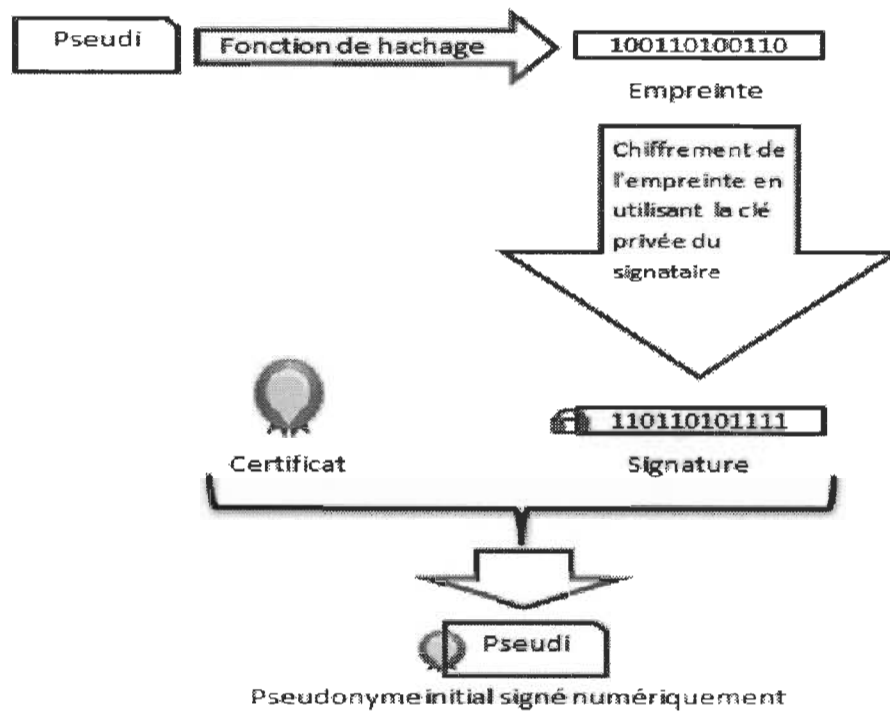 Pseudi
Fonction de hachage
100110100110
Empreinte
Chiffrement de
l'empreinte en
utilisant la clé
privée du
signataire
110110101111
Certificat
Signature
Pseudi
Pseudonyme initial signé numériquement